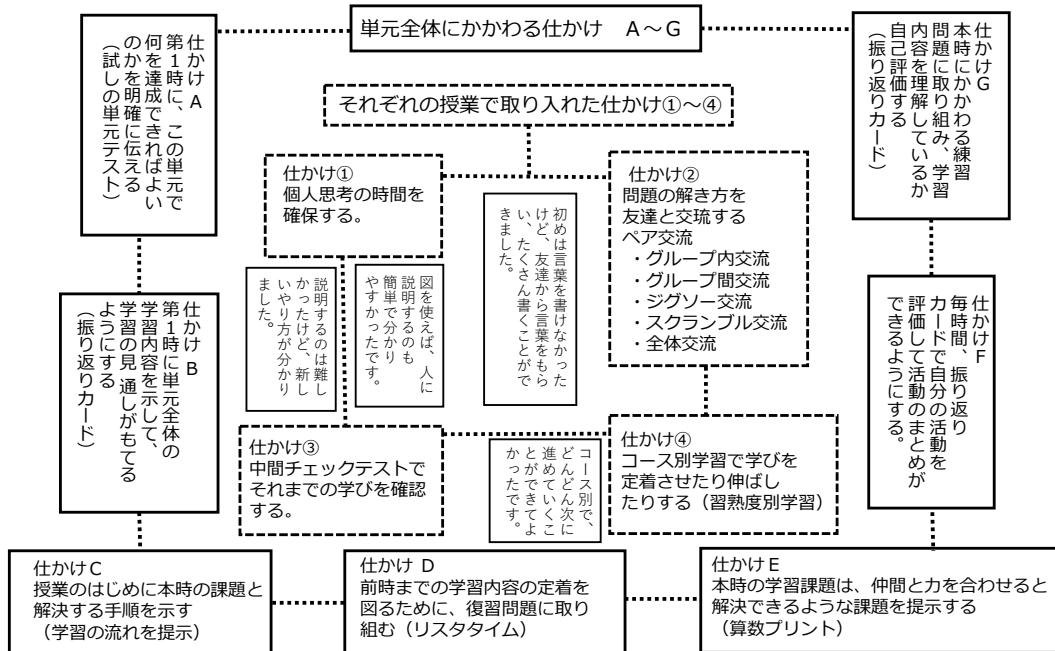 単元全体にかかわる仕かけ　A～G
仕かけA
第1時に、この単元で
何を達成できればよい
のかを明確に伝える
（試しの単元テスト）
仕かけG
本時にかかわる練習
問題に取り組み、学習
内容を理解しているか
自己評価する
（振り返りカード）
それぞれの授業で取り入れた仕かけ①～④
仕かけ①
個人思考の時間を
確保する。
仕かけ②
問題の解き方を
友達と交流する
ペア交流
・グループ内交流
・グループ間交流
・ジグソー交流
・スクランブル交流
・全体交流
初めは言葉を書けなかった
けど、友達から言葉をもら
い、たくさん書くことがで
きました。
図を使えば、人に
説明するのも
簡単で分かり
やすかったです。
説明するのは難し
かったけど、新し
いやり方が分かり
ました。
仕かけB
第1時に単元全体の
学習内容を示して、
学習の見 通しがもてる
ようにする
（振り返りカード）
仕かけF
毎時間、振り返り
カードで自分の活動を
評価して活動のまとめが
できるようにする。
仕かけ③
中間チェックテストで
それまでの学びを確認
する。
コース別で、
どんどん次に
進めていくこ
とができてよ
かったです。
仕かけ④
コース別学習で学びを
定着させたり伸ばし
たりする（習熟度別学習）
仕かけC
授業のはじめに本時の課題と
解決する手順を示す
（学習の流れを提示）
仕かけ D
前時までの学習内容の定着を
図るために、復習問題に取り
組む（リスタタイム）
仕かけE
本時の学習課題は、仲間と力を合わせると
解決できるような課題を提示する
（算数プリント）